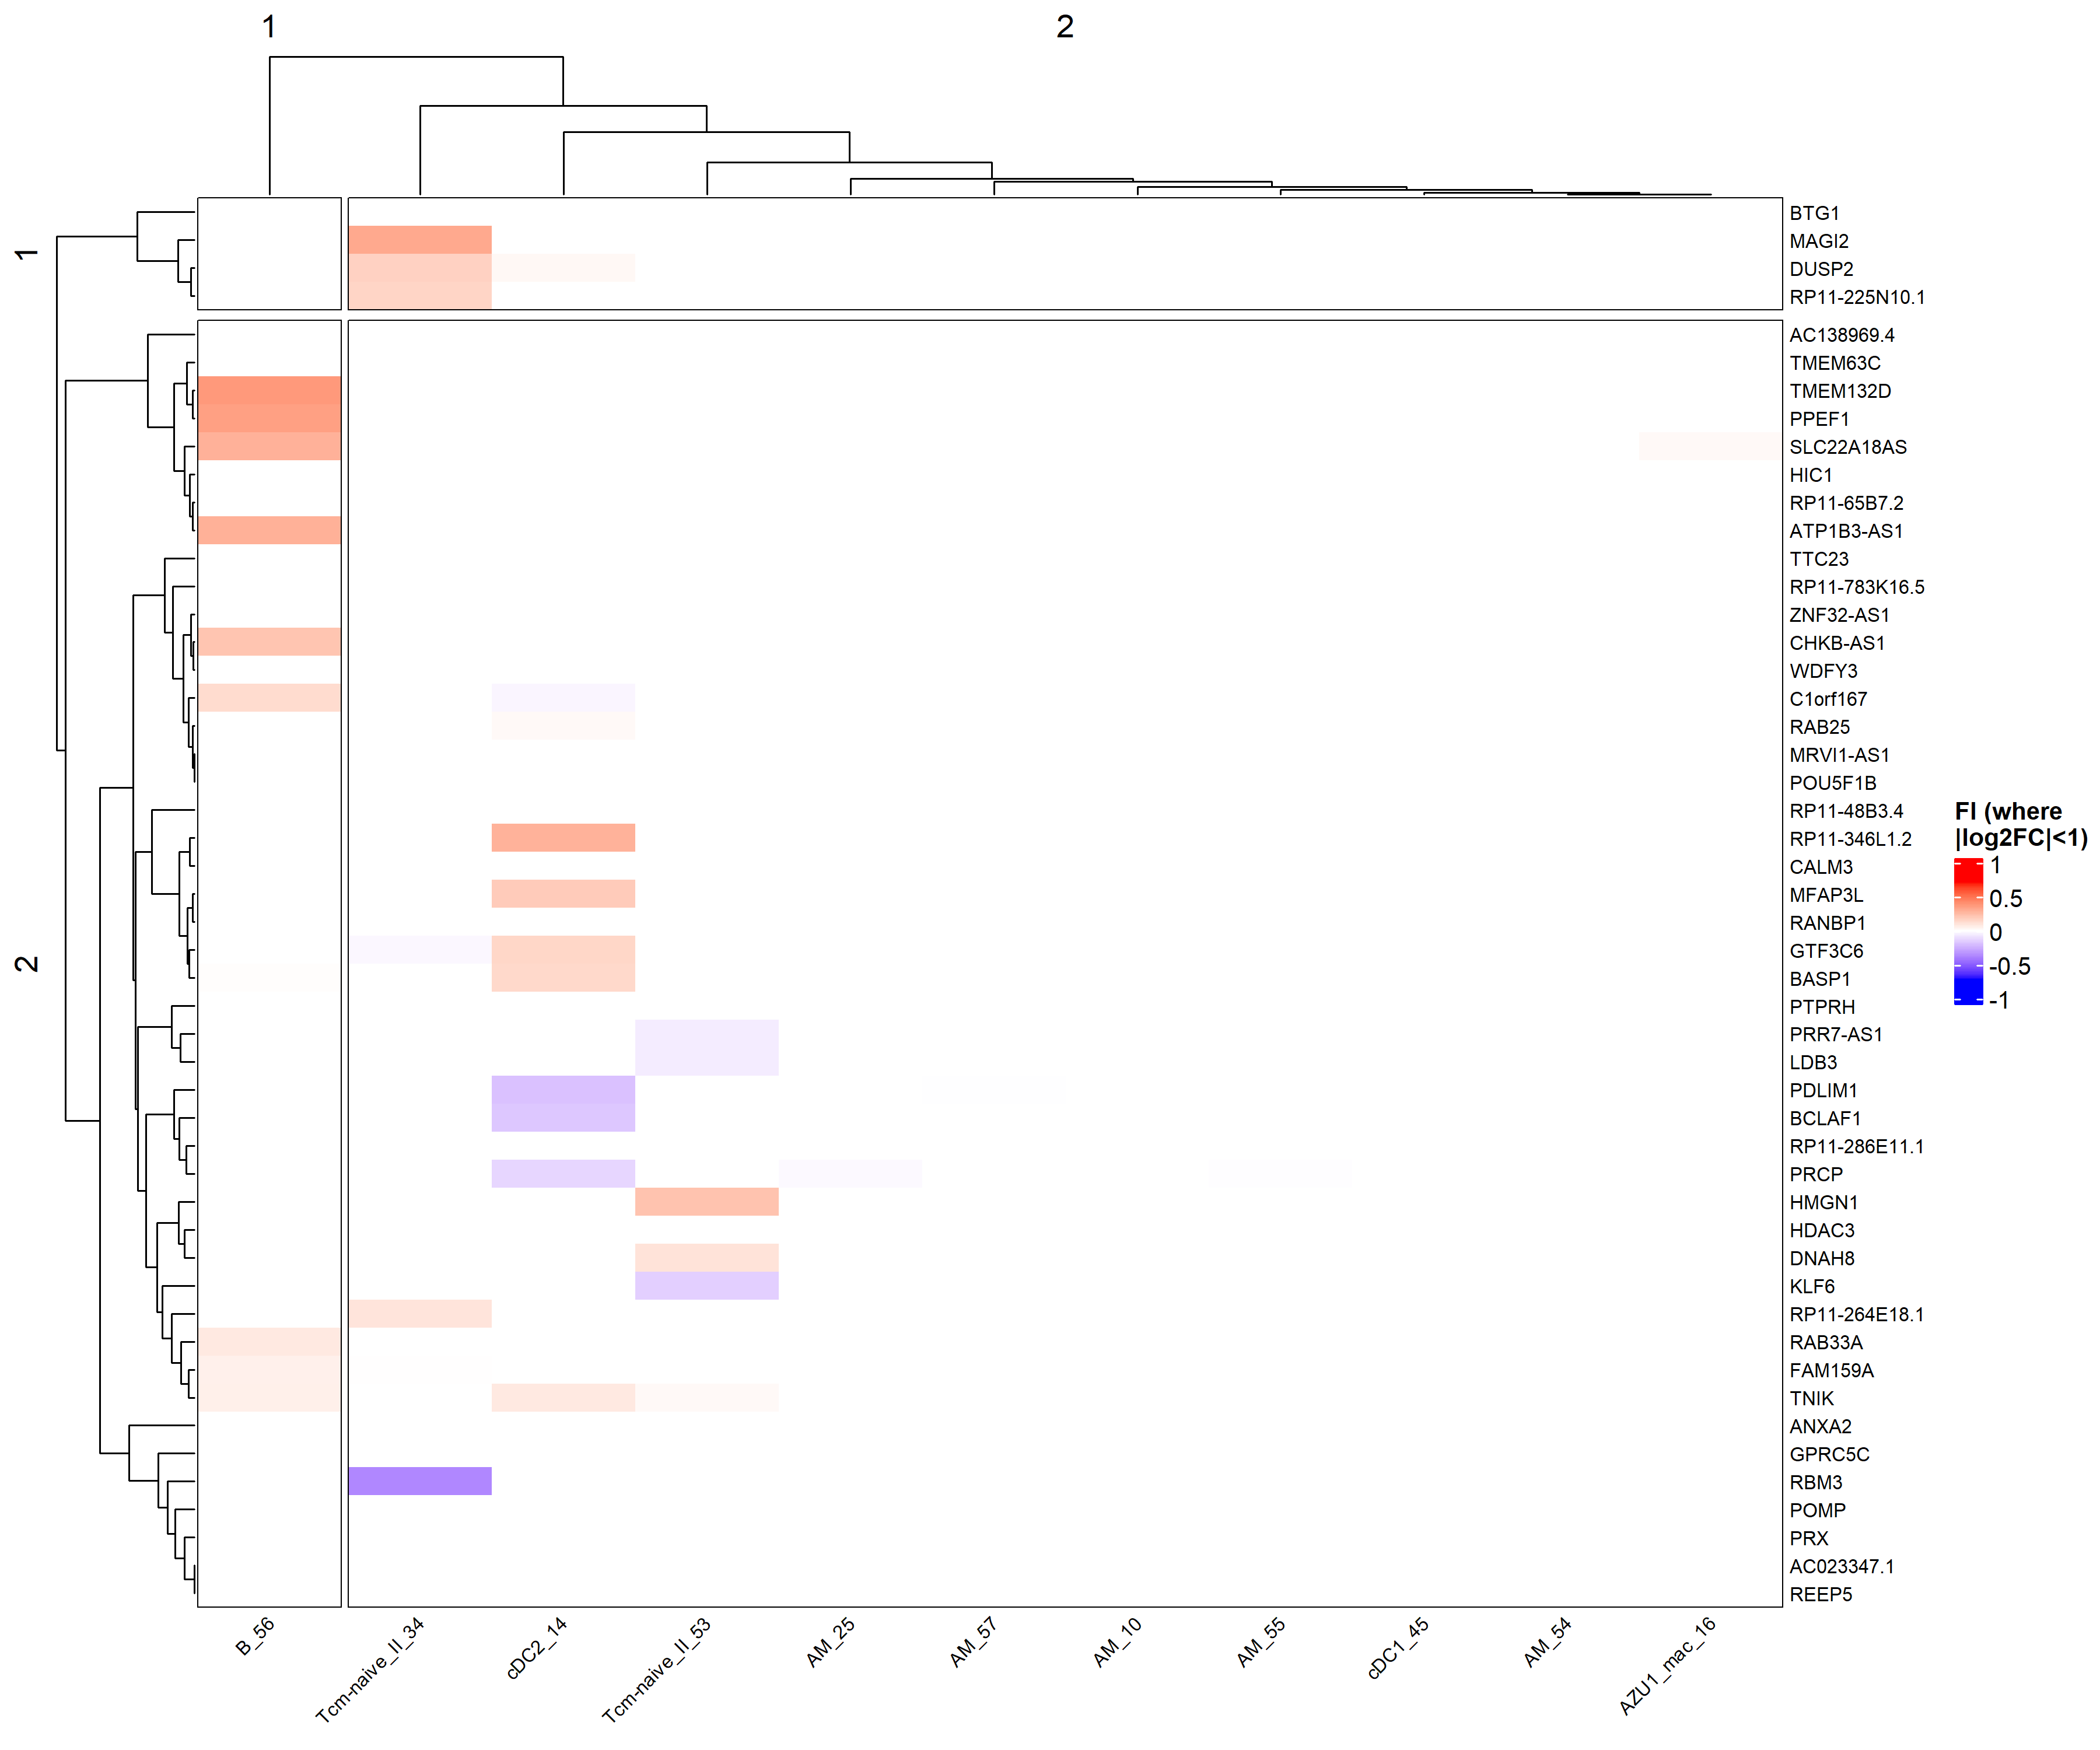 1
2
1
2
BTG1
MAGI2
DUSP2
RP11-225N10.1
AC138969.4
TMEM63C
TMEM132D
PPEF1
SLC22A18AS
HIC1
RP11-65B7.2
ATP1B3-AS1
TTC23
RP11-783K16.5
ZNF32-AS1
CHKB-AS1
WDFY3
C1orf167
RAB25
MRVI1-AS1
POU5F1B
RP11-48B3.4
RP11-346L1.2
CALM3
MFAP3L
RANBP1
GTF3C6
BASP1
PTPRH
PRR7-AS1
LDB3
PDLIM1
BCLAF1
RP11-286E11.1
PRCP
HMGN1
HDAC3
DNAH8
KLF6
RP11-264E18.1
RAB33A
FAM159A
TNIK
ANXA2
GPRC5C
RBM3
POMP
PRX
AC023347.1
REEP5
FI (where
|log2FC|<1)
1
0.5
0
-0.5
-1
B_56
Tcm-naive_II_34
cDC2_14
Tcm-naive_II_53
AM_25
AM_57
AM_10
AM_55
cDC1_45
AM_54
AZU1_mac_16